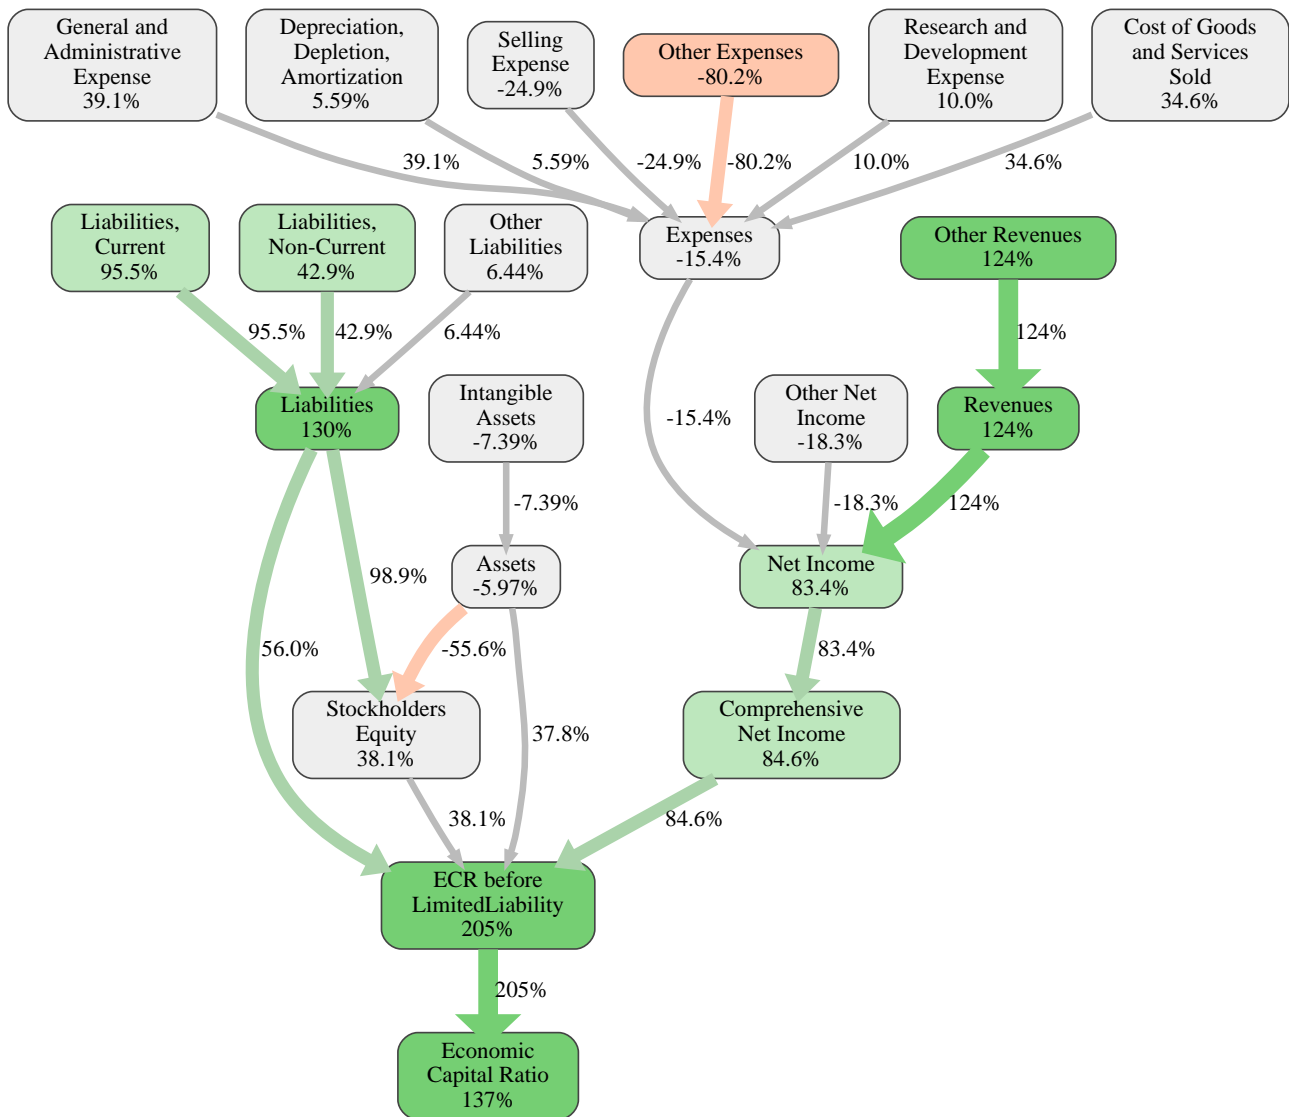 General and
Administrative
Expense
39.1%
Depreciation,
Depletion,
Amortization
5.59%
Selling
Expense
-24.9%
Other Expenses
-80.2%
Research and
Development
Expense
10.0%
Cost of Goods
and Services
Sold
34.6%
39.1%
5.59%
-24.9%
-80.2%
10.0%
34.6%
Liabilities,
Current
95.5%
Liabilities,
Non-Current
42.9%
Other
Liabilities
6.44%
Expenses
-15.4%
Other Revenues
124%
95.5%
42.9%
6.44%
124%
Liabilities
130%
Intangible
Assets
-7.39%
-15.4%
Other Net
Income
-18.3%
Revenues
124%
-7.39%
-18.3%
124%
98.9%
Assets
-5.97%
Net Income
83.4%
56.0%
-55.6%
83.4%
Stockholders
Equity
38.1%
37.8%
Comprehensive
Net Income
84.6%
38.1%
84.6%
ECR before
LimitedLiability
205%
205%
Economic
Capital Ratio
137%